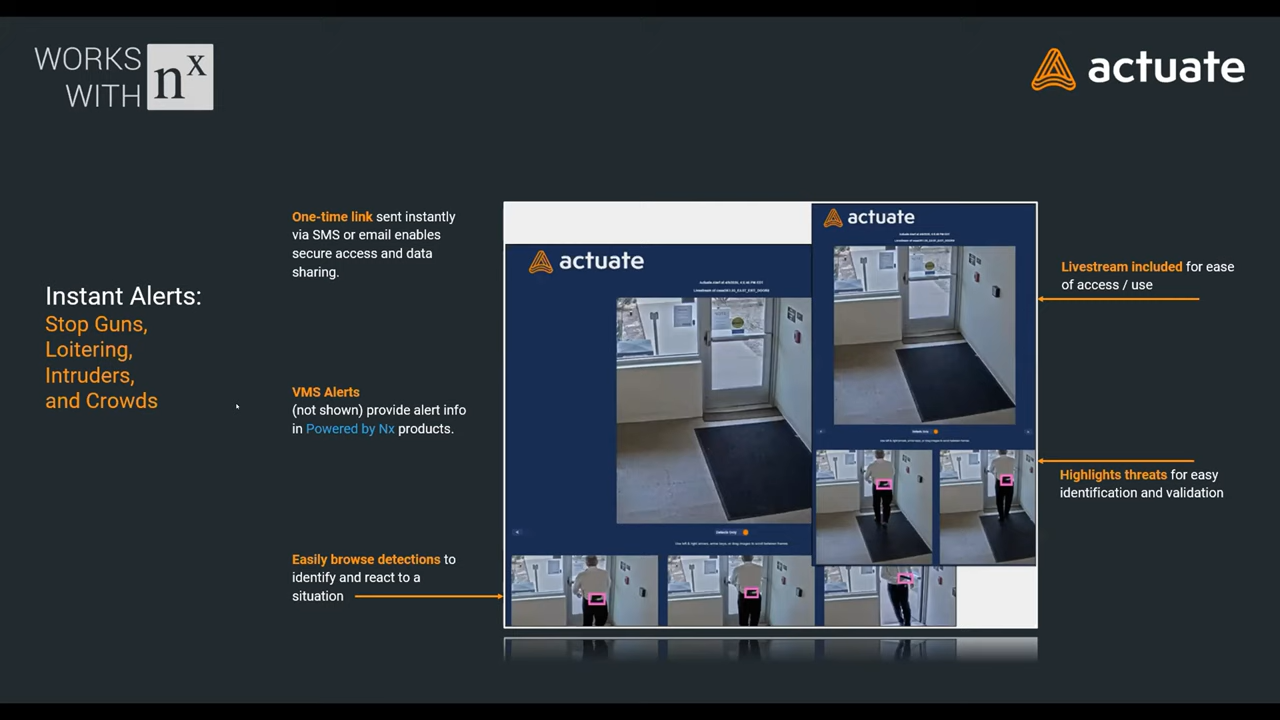 WORKS
WITH nx
actuate
Instant Alerts:
Stop Guns,
Loitering,
Intruders,
and Crowds
One-time link sent instantly
via SMS or email enables
secure access and data
sharing.
VMS Alerts
(not shown) provide alert info
in Powered by Nx products.
Easily browse detections to
identify and react to a
situation
actuate
actuate
Livestream included for ease
of access / use
Highlights threats for easy
identification and validation